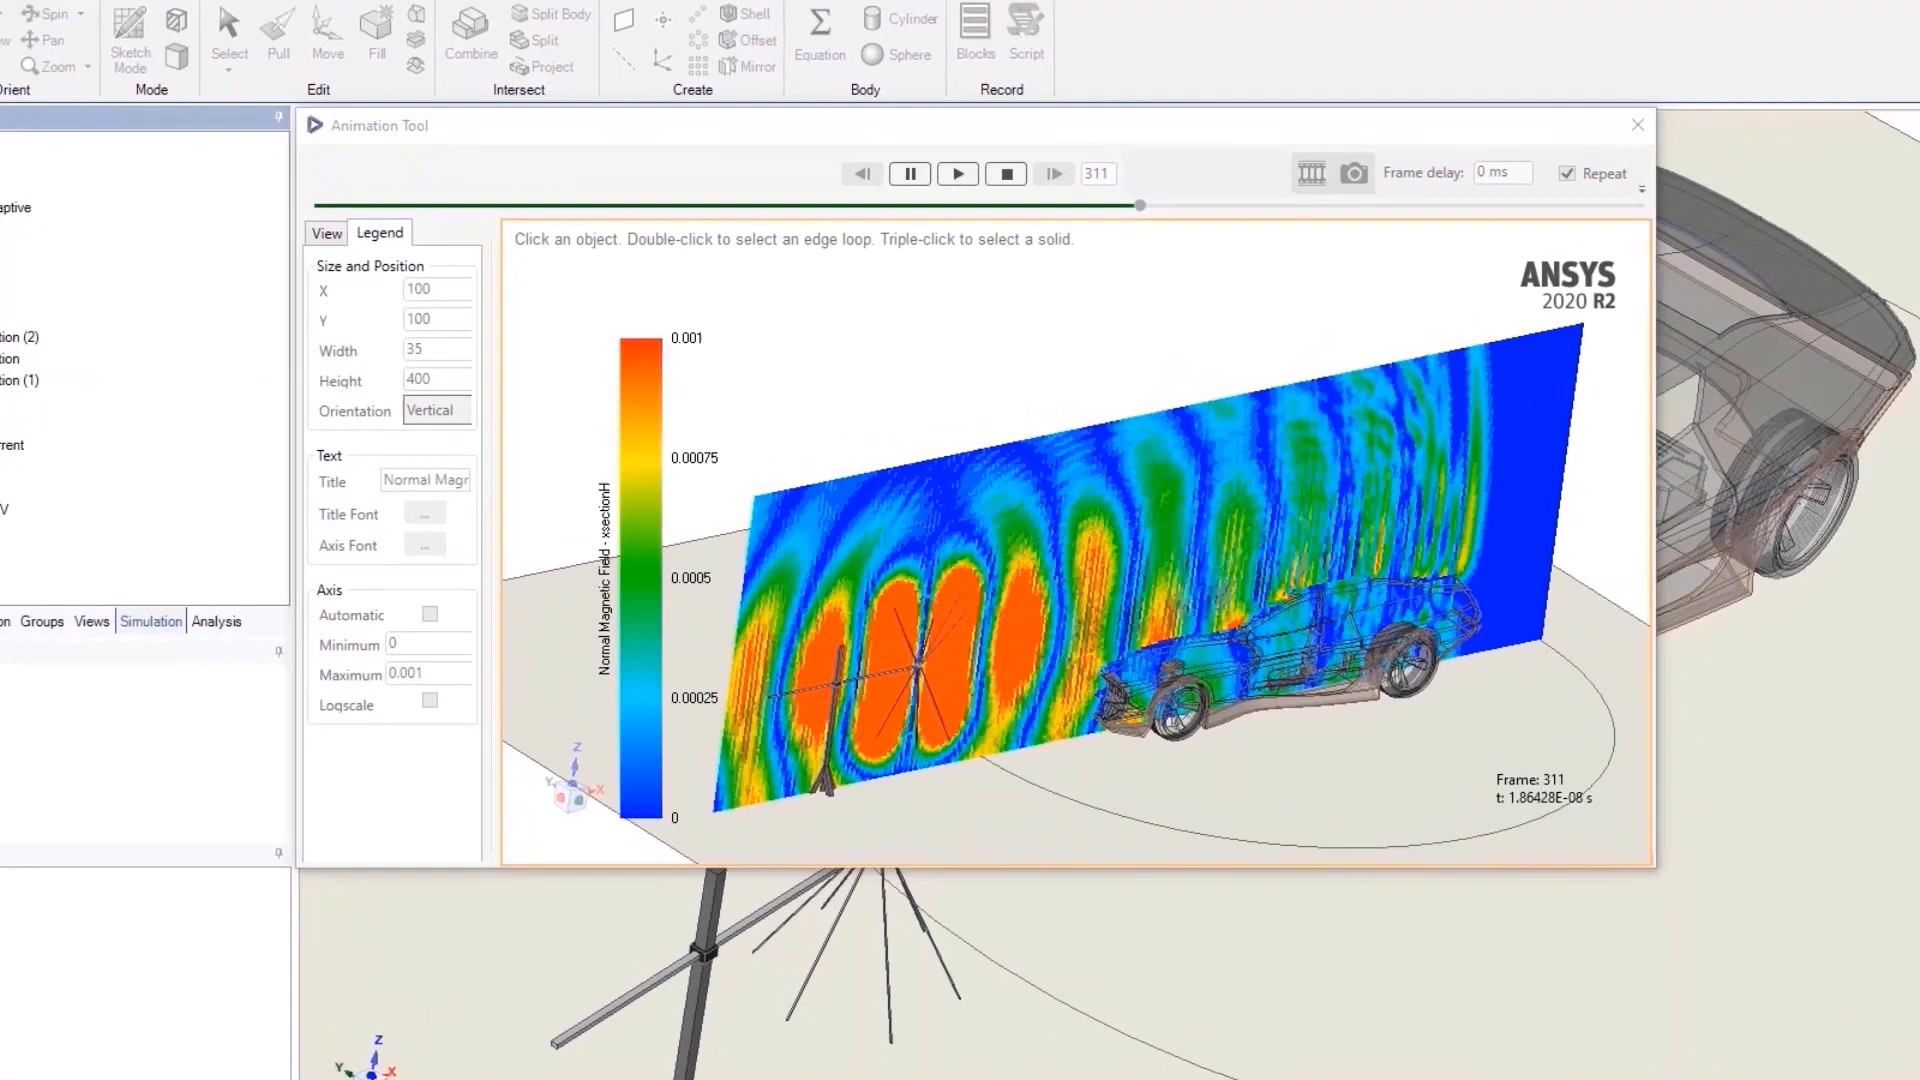 Spin
Pan
Zoom
Sketch Mode
Select
Pull
Move
Fill
Combine
Split Body
Split
Project
Shell
Offset
Mirror
Equation
Cylinder
Sphere
Blocks
Script
Orient
Mode
Edit
Intersect
Create
Body
Record
Animation Tool
311
Frame delay:
0 ms
Repeat
View
Legend
Size and Position
X
100
Y
100
Width
35
Height
400
Orientation
Vertical
Text
Title
Normal Magr
Title Font
...
Axis Font
...
Axis
Automatic
Minimum
0
Maximum
0.001
Logscale
Click an object. Double-click to select an edge loop. Triple-click to select a solid.
ANSYS
2020 R2
0.001
0.00075
0.0005
0.00025
0
Normal Magnetic Field - xsectionH
Frame: 311
t: 1.86428E-08 s
Z
Y
X
aptive
tion (2)
tion
tion (1)
rrent
V
on
Groups
Views
Simulation
Analysis
Z
Y
X